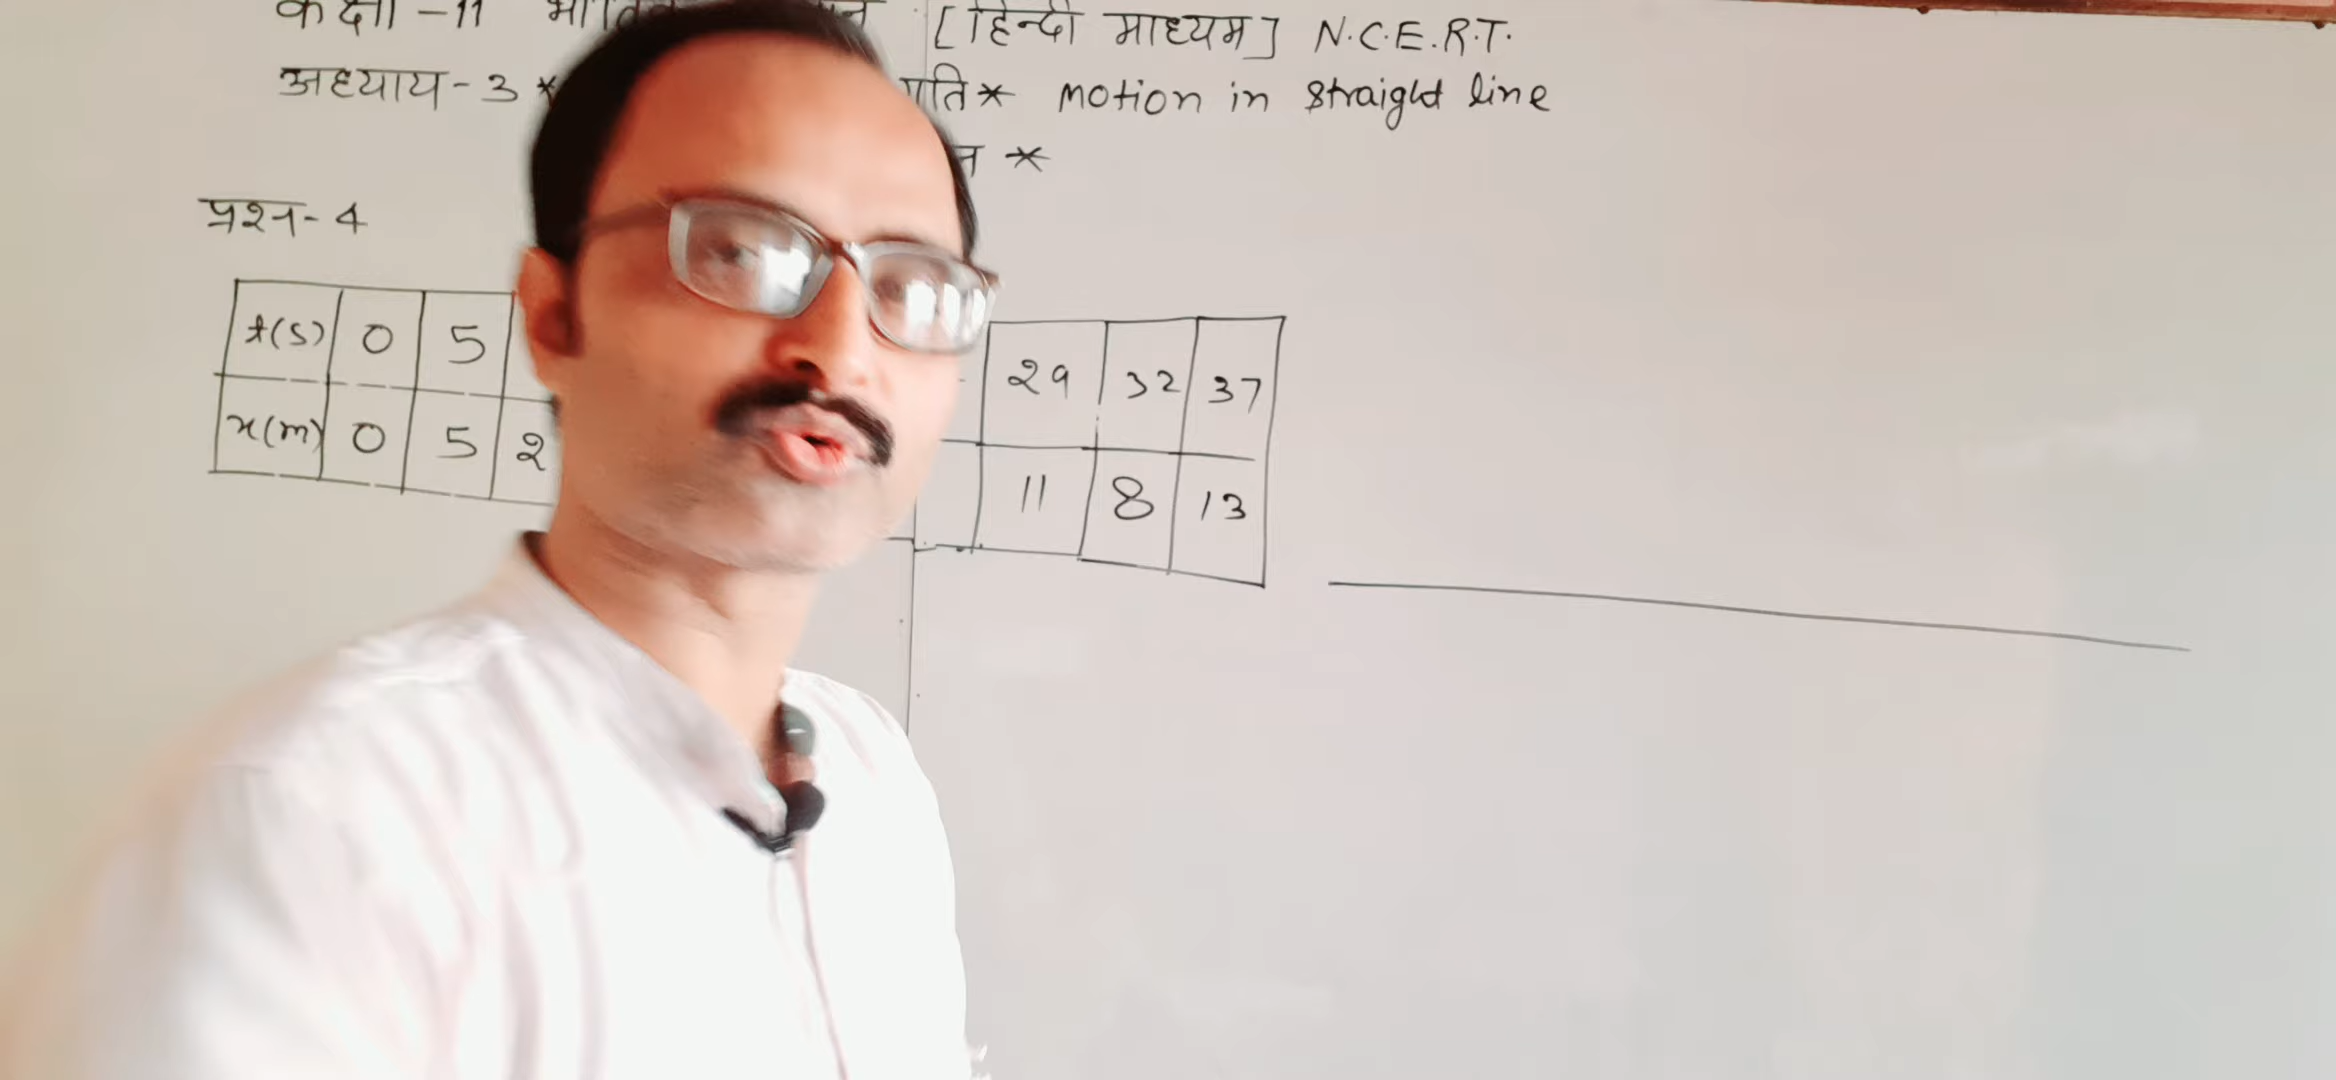 कक्षा -11 [हिन्दी माध्यम] N.C.E.R.T.
अध्याय-3 * गति* motion in straight line
*
प्रश्न-4
t(s) 0 5 29 32 37
x(m) 0 5 2 11 8 13